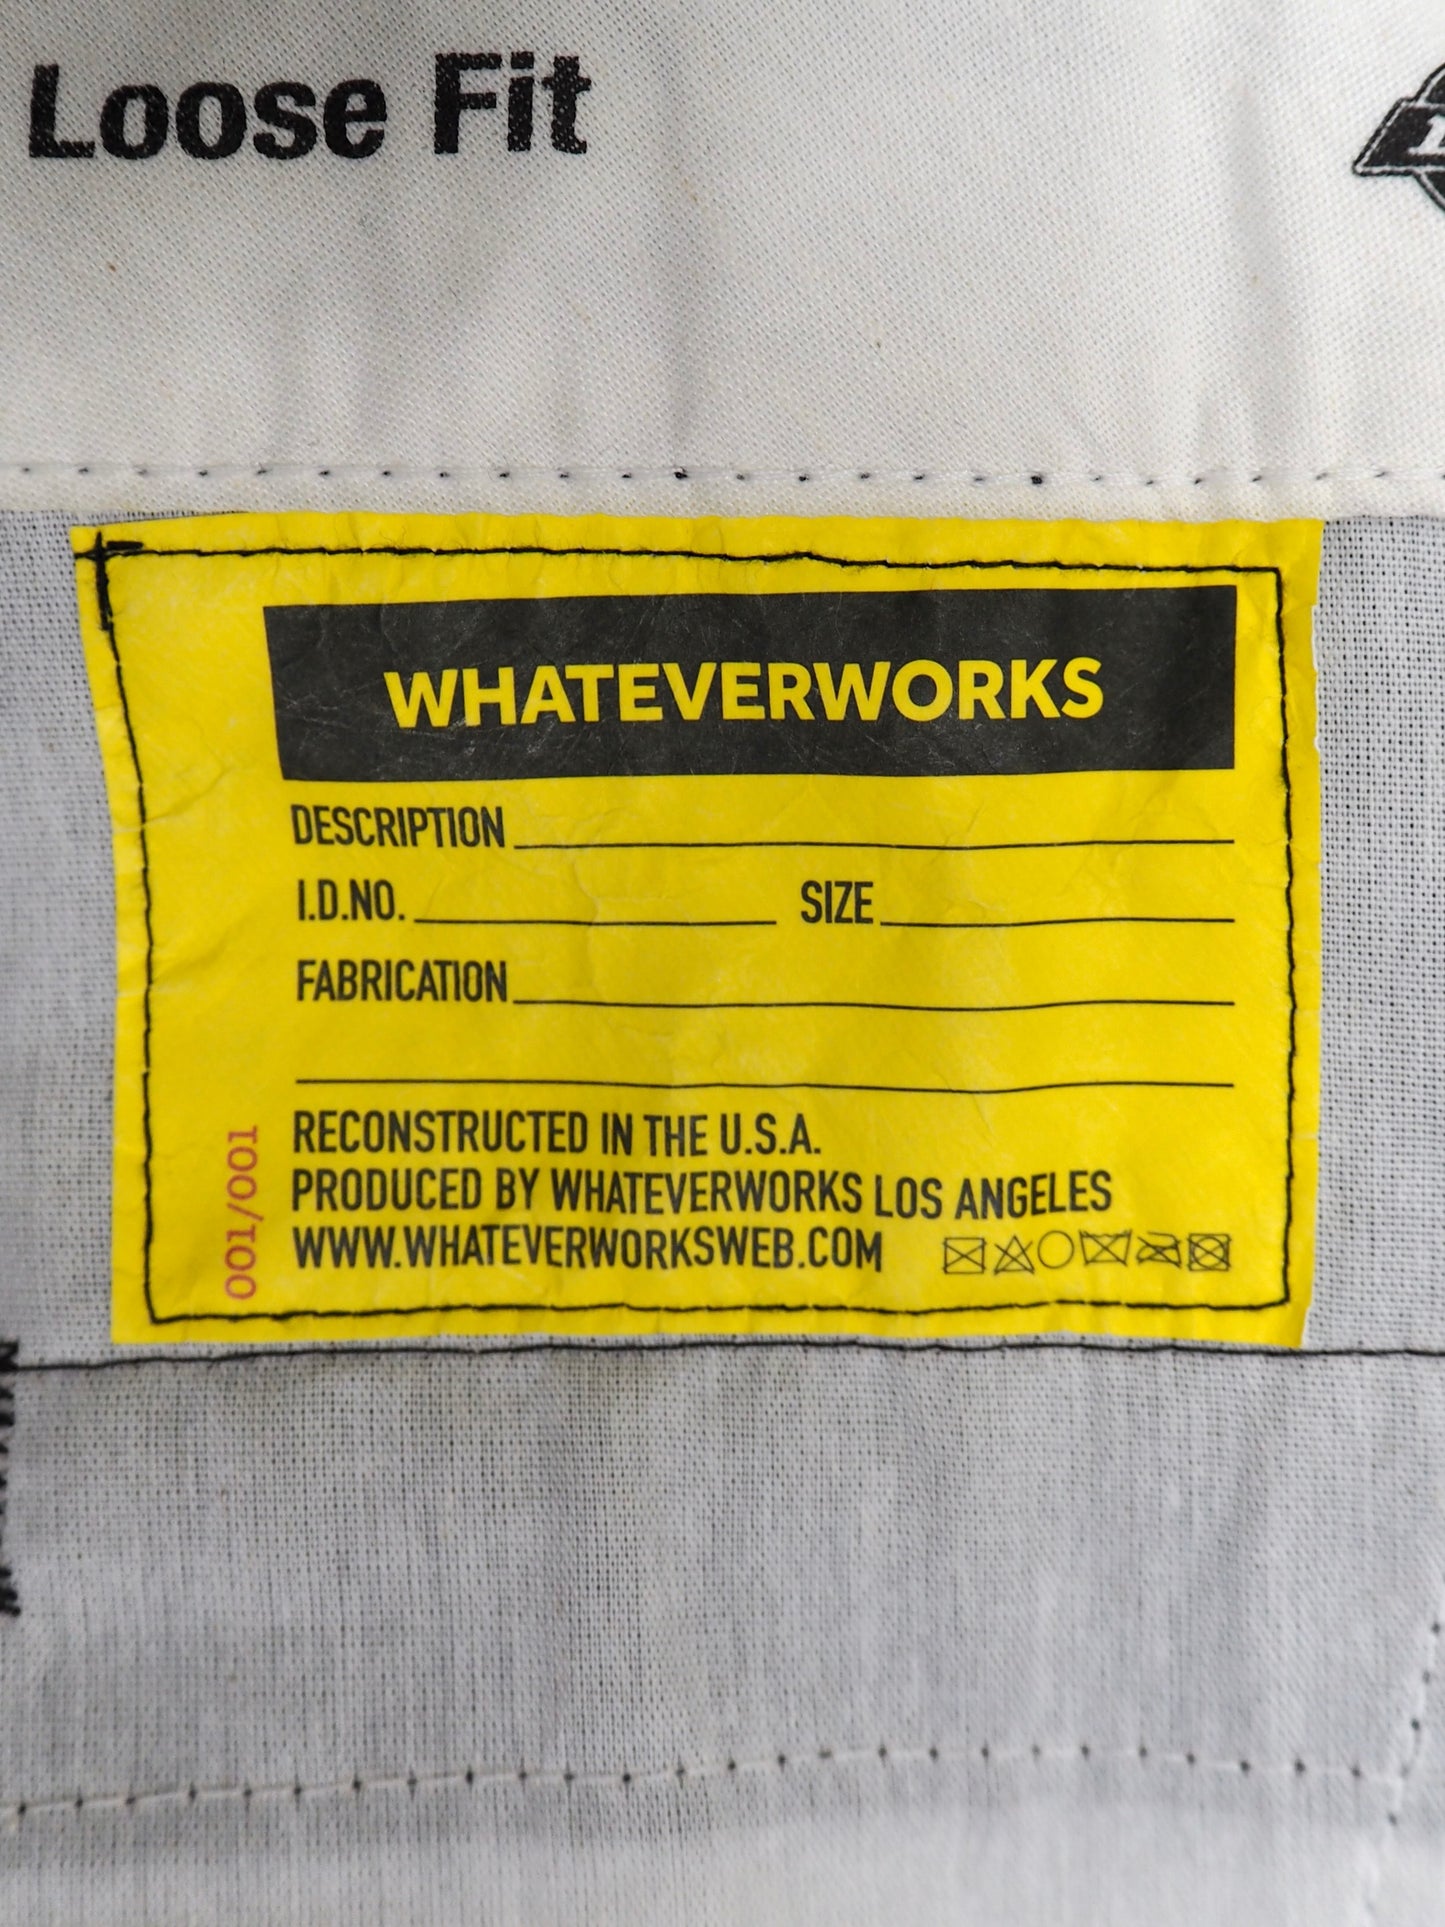 Loose Fit
WHATEVERWORKS
DESCRIPTION
I.D.NO. SIZE
FABRICATION
RECONSTRUCTED IN THE U.S.A.
PRODUCED BY WHATEVERWORKS LOS ANGELES
WWW.WHATEVERWORKSWEB.COM
001/001